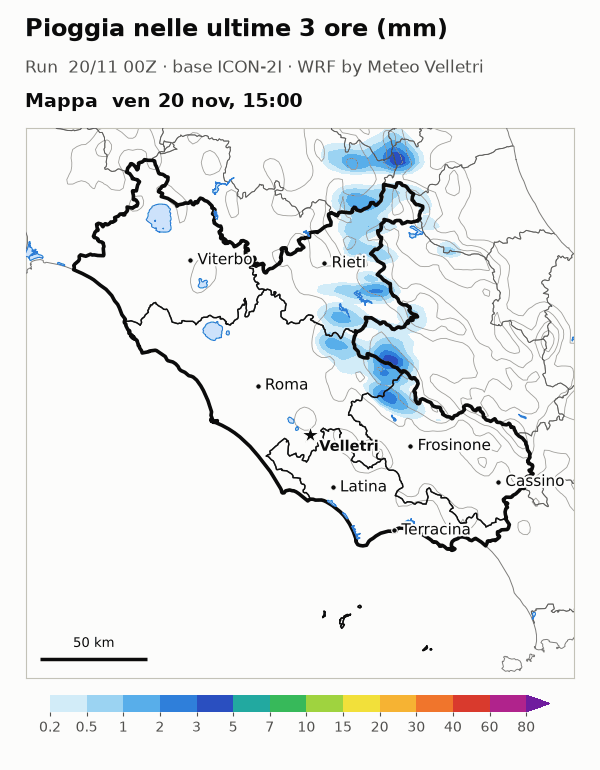 Pioggia nelle ultime 3 ore (mm)
Run  20/11 00Z · base ICON-2I · WRF by Meteo Velletri
Mappa  ven 20 nov, 15:00
Viterbo
Rieti
Roma
Velletri
Frosinone
Latina
Cassino
Terracina
50 km
0.2 0.5 1 2 3 5 7 10 15 20 30 40 60 80